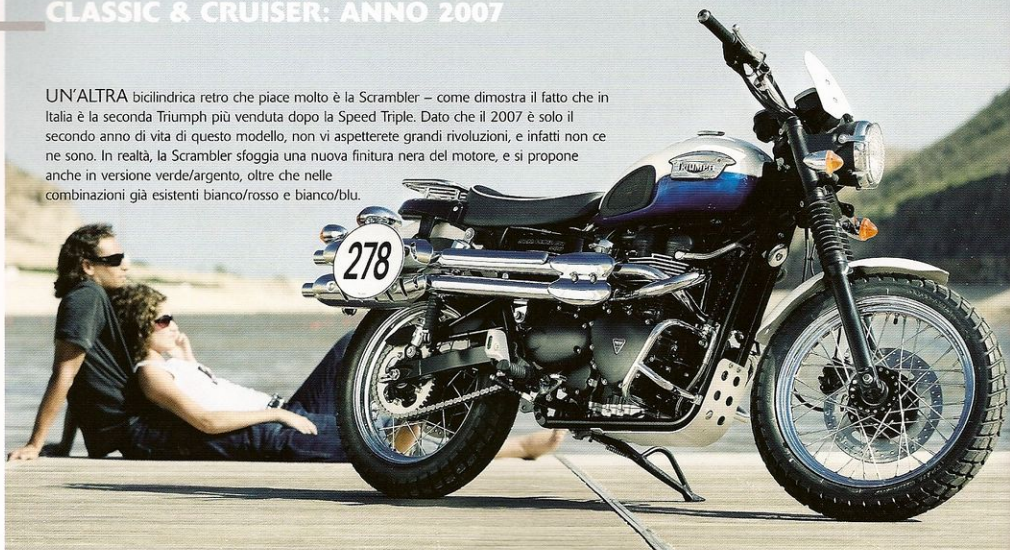 CLASSIC & CRUISER: ANNO 2007
UN'ALTRA bicilindrica retro che piace molto è la Scrambler – come dimostra il fatto che in
Italia è la seconda Triumph più venduta dopo la Speed Triple. Dato che il 2007 è solo il
secondo anno di vita di questo modello, non vi aspetterete grandi rivoluzioni, e infatti non ce
ne sono. In realtà, la Scrambler sfoggia una nuova finitura nera del motore, e si propone
anche in versione verde/argento, oltre che nelle
combinazioni già esistenti bianco/rosso e bianco/blu.
TRIUMPH
278